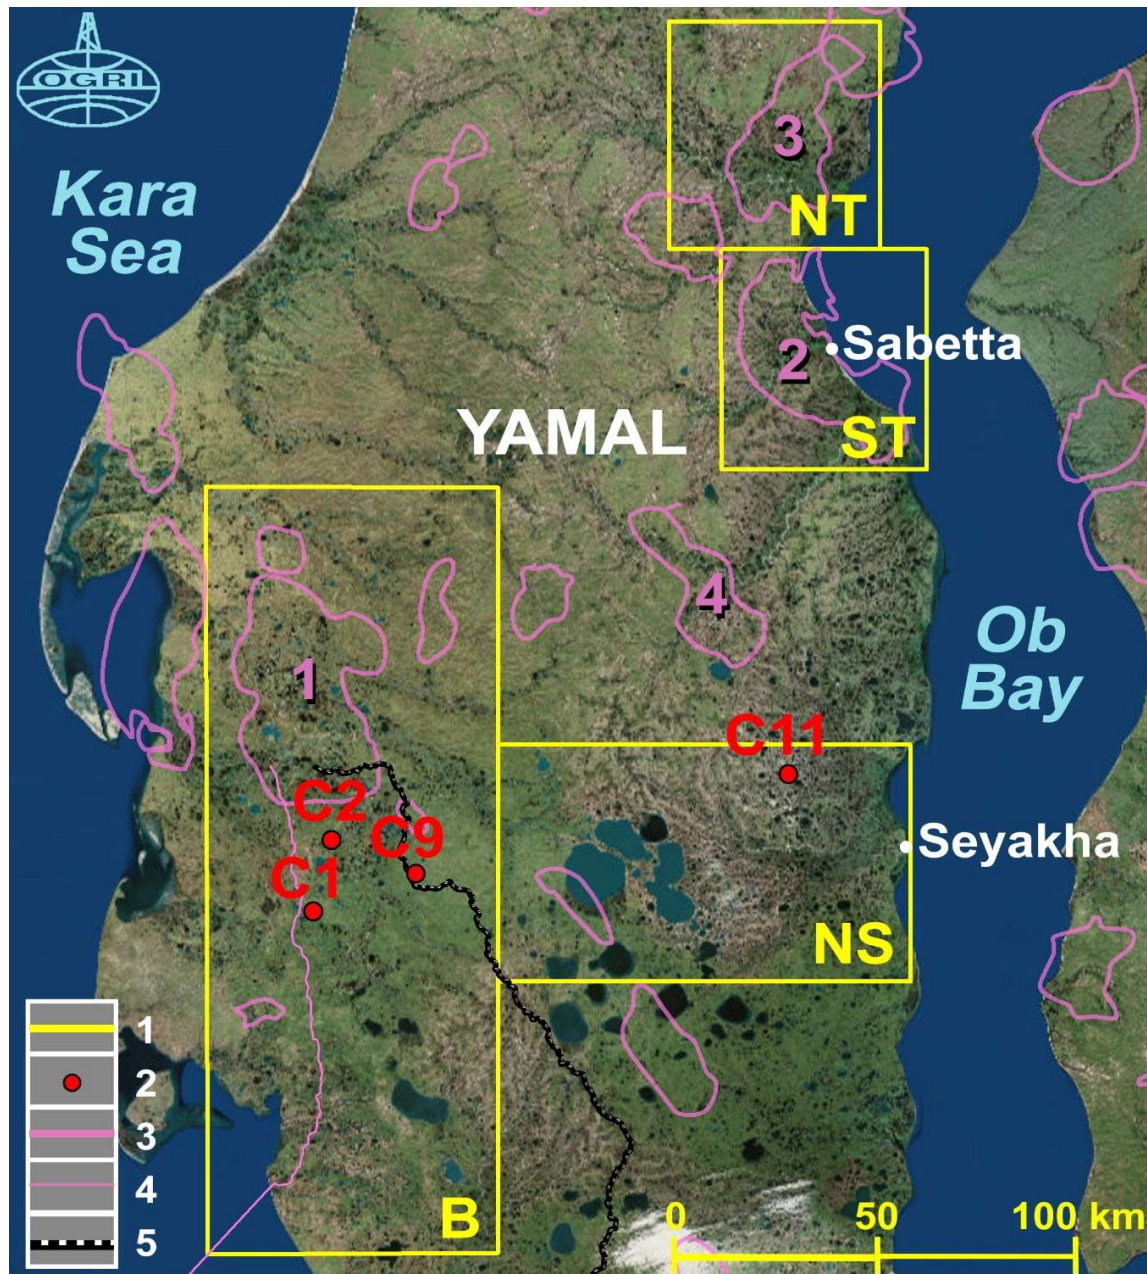 OGRI
Kara
Sea
3
NT
2
Sabetta
ST
YAMAL
4
1
Ob
Bay
C11
C2
C9
C1
Seyakha
NS
1
2
3
4
5
B
0 50 100 km